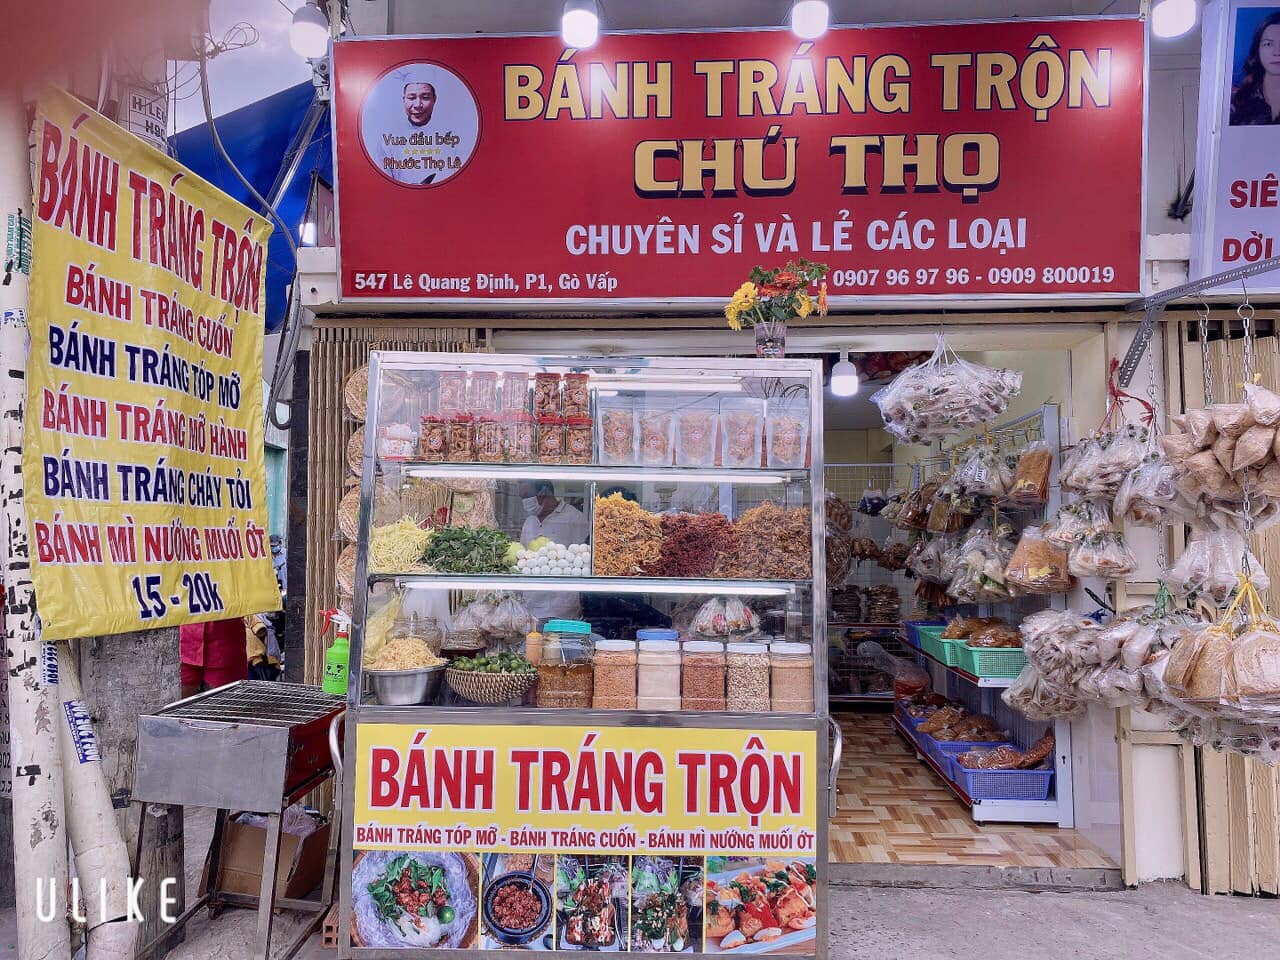 BÁNH TRÁNG TRỘN
CHÚ THỌ
CHUYÊN SỈ VÀ LẺ CÁC LOẠI
547 Lê Quang Định, P1, Gò Vấp
0907 96 97 96 - 0909 800019
Vua đầu bếp
Phước Thọ Lê
BÁNH TRÁNG TRỘN
BÁNH TRÁNG CUỐN
BÁNH TRÁNG TÓP MỠ
BÁNH TRÁNG MỠ HÀNH
BÁNH TRÁNG CHÁY TỎI
BÁNH MÌ NƯỚNG MUỐI ỚT
15 - 20k
SIÊ
DỜI
BÁNH TRÁNG TRỘN
BÁNH TRÁNG TÓP MỠ - BÁNH TRÁNG CUỐN - BÁNH MÌ NƯỚNG MUỐI ỚT
ULIKE